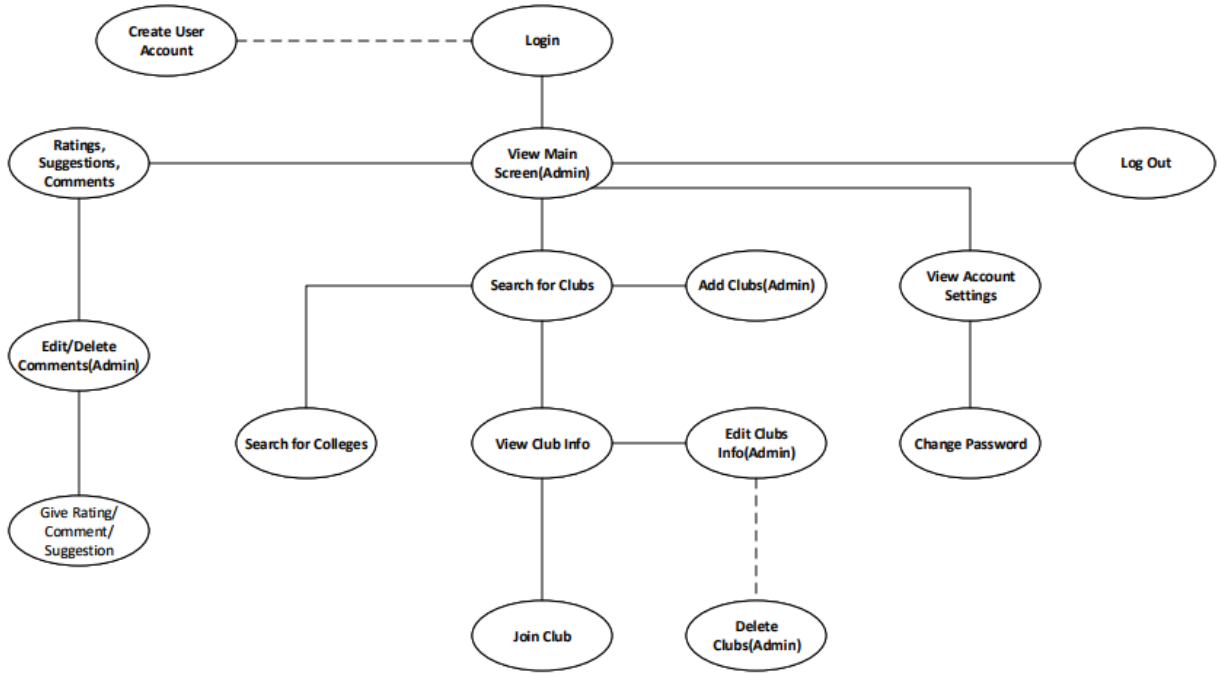 Create User
Account
Login
Ratings,
Suggestions,
Comments
View Main
Screen(Admin)
Log Out
Search for Clubs
Add Clubs(Admin)
View Account
Settings
Edit/Delete
Comments(Admin)
Search for Colleges
View Club Info
Edit Clubs
Info(Admin)
Change Password
Give Rating/
Comment/
Suggestion
Join Club
Delete
Clubs(Admin)